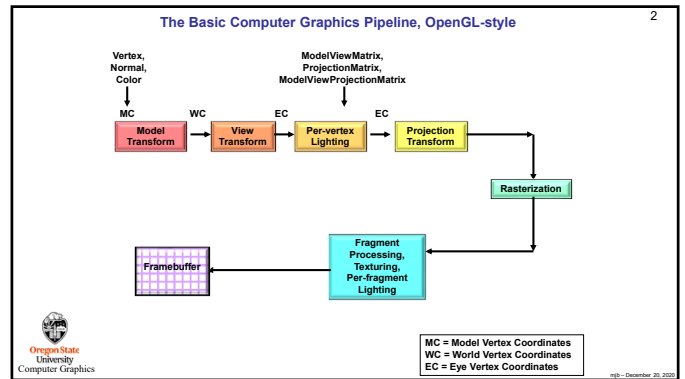 The Basic Computer Graphics Pipeline, OpenGL-style
2
Vertex,
Normal,
Color
ModelViewMatrix,
ProjectionMatrix,
ModelViewProjectionMatrix
MC
WC
EC
EC
Model
Transform
View
Transform
Per-vertex
Lighting
Projection
Transform
Rasterization
Fragment
Processing,
Texturing,
Per-fragment
Lighting
Framebuffer
Oregon State
University
Computer Graphics
MC = Model Vertex Coordinates
WC = World Vertex Coordinates
EC = Eye Vertex Coordinates
mjb – December 20, 2020